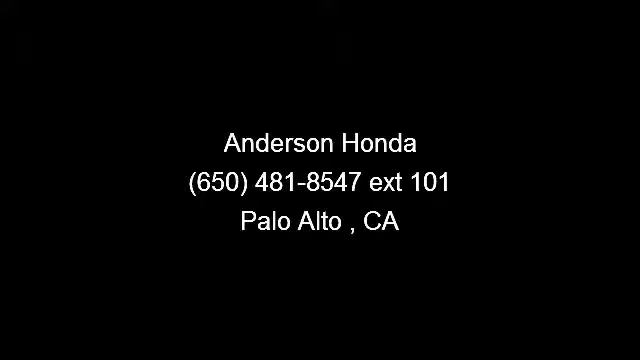 Anderson Honda
(650) 481-8547 ext 101
Palo Alto , CA